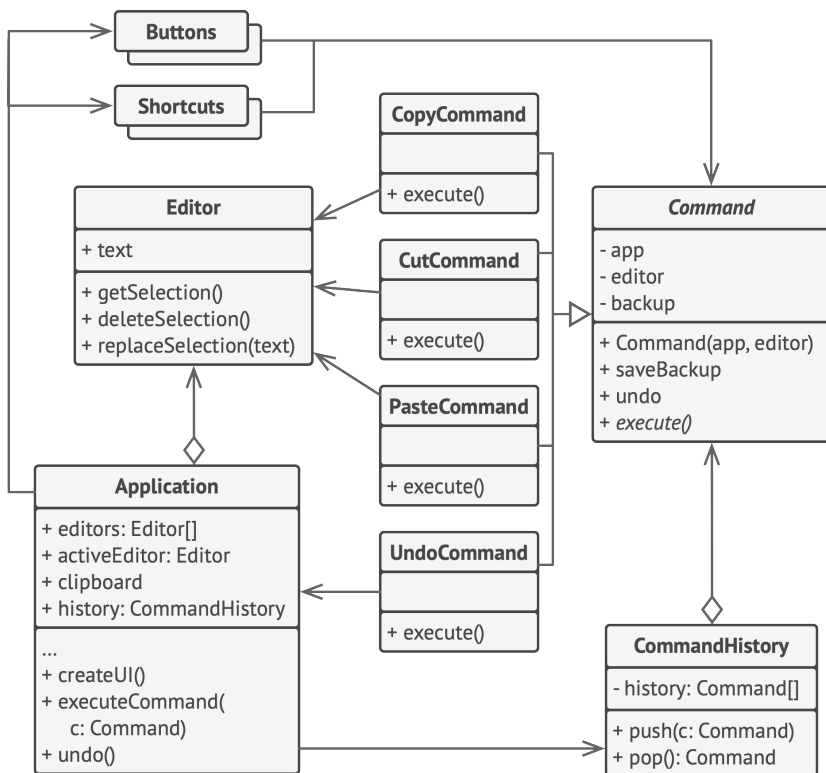 Buttons
Shortcuts
CopyCommand
+ execute()
Editor
+ text
+ getSelection()
+ deleteSelection()
+ replaceSelection(text)
CutCommand
+ execute()
Command
- app
- editor
- backup
+ Command(app, editor)
+ saveBackup
+ undo
+ execute()
PasteCommand
+ execute()
Application
+ editors: Editor[]
+ activeEditor: Editor
+ clipboard
+ history: CommandHistory
...
+ createUI()
+ executeCommand(
c: Command)
+ undo()
UndoCommand
+ execute()
CommandHistory
- history: Command[]
+ push(c: Command)
+ pop(): Command